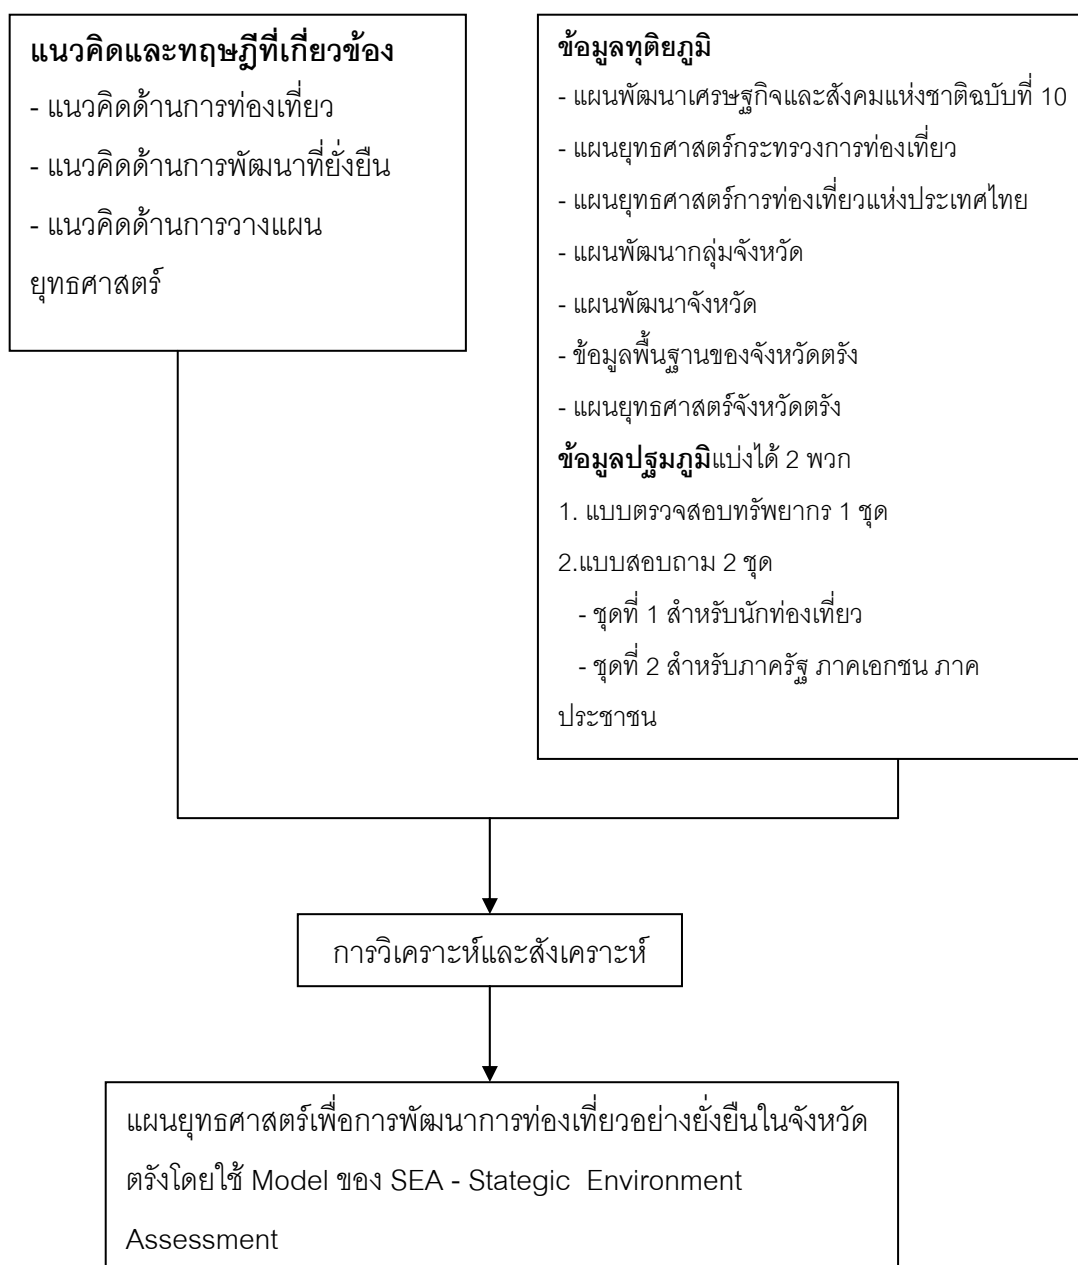 แนวคิดและทฤษฎีที่เกี่ยวข้อง
- แนวคิดด้านการท่องเที่ยว
- แนวคิดด้านการพัฒนาที่ยั่งยืน
- แนวคิดด้านการวางแผน
ยุทธศาสตร์
ข้อมูลทุติยภูมิ
- แผนพัฒนาเศรษฐกิจและสังคมแห่งชาติฉบับที่ 10
- แผนยุทธศาสตร์กระทรวงการท่องเที่ยว
- แผนยุทธศาสตร์การท่องเที่ยวแห่งประเทศไทย
- แผนพัฒนากลุ่มจังหวัด
- แผนพัฒนาจังหวัด
- ข้อมูลพื้นฐานของจังหวัดตรัง
- แผนยุทธศาสตร์จังหวัดตรัง
ข้อมูลปฐมภูมิแบ่งได้ 2 พวก
1. แบบตรวจสอบทรัพยากร 1 ชุด
2.แบบสอบถาม 2 ชุด
- ชุดที่ 1 สำหรับนักท่องเที่ยว
- ชุดที่ 2 สำหรับภาครัฐ ภาคเอกชน ภาค
ประชาชน
การวิเคราะห์และสังเคราะห์
แผนยุทธศาสตร์เพื่อการพัฒนาการท่องเที่ยวอย่างยั่งยืนในจังหวัด
ตรังโดยใช้ Model ของ SEA - Stategic Environment
Assessment